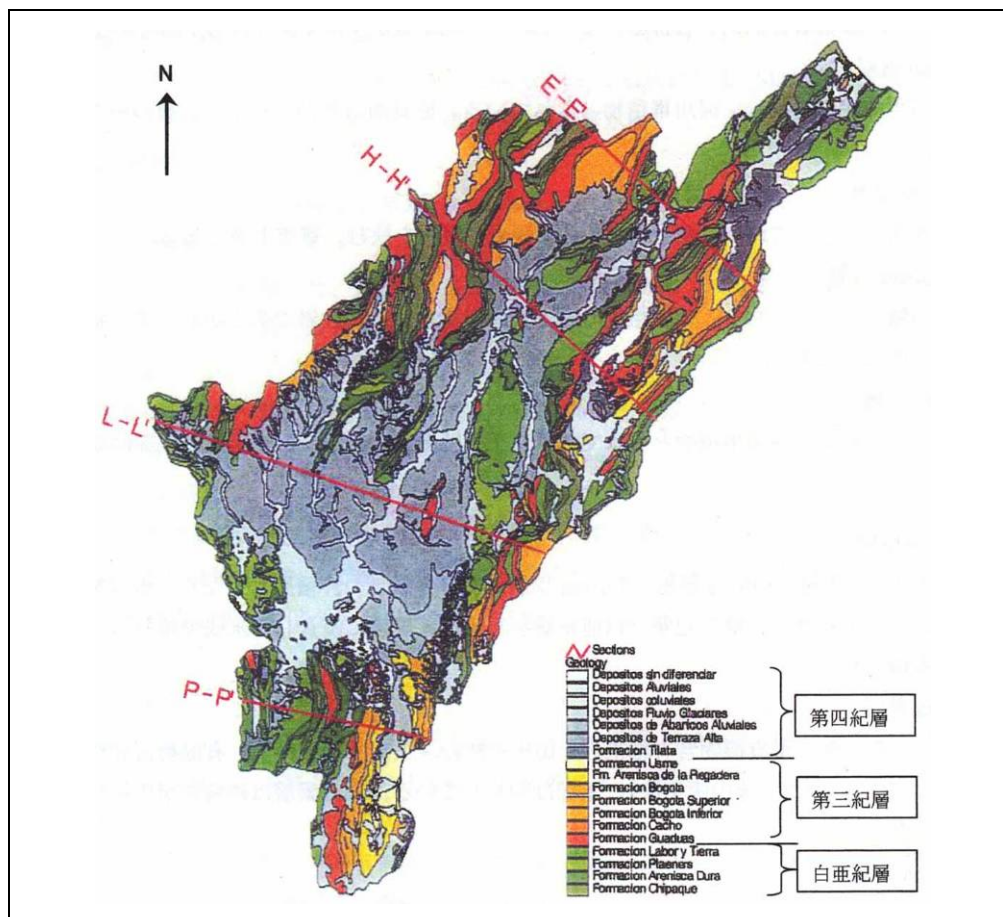 N
E-E'
H-H'
L-L'
P-P'
Sections
Geology
Depositos sin diferenciar
Depositos Aluviales
Depositos coluviales
Depositos Fluvio Glaciares
Depositos de Abanicos Aluviales
Depositos de Terraza Alta
Formacion Tilata
Formacion Usme
Fm. Arenisca de la Regadera
Formacion Bogota
Formacion Bogota Superior
Formacion Bogota Inferior
Formacion Cacho
Formacion Guaduas
Formacion Labor y Tierra
Formacion Plaeners
Formacion Arenisca Dura
Formacion Chipaque
第四紀層
第三紀層
白亜紀層